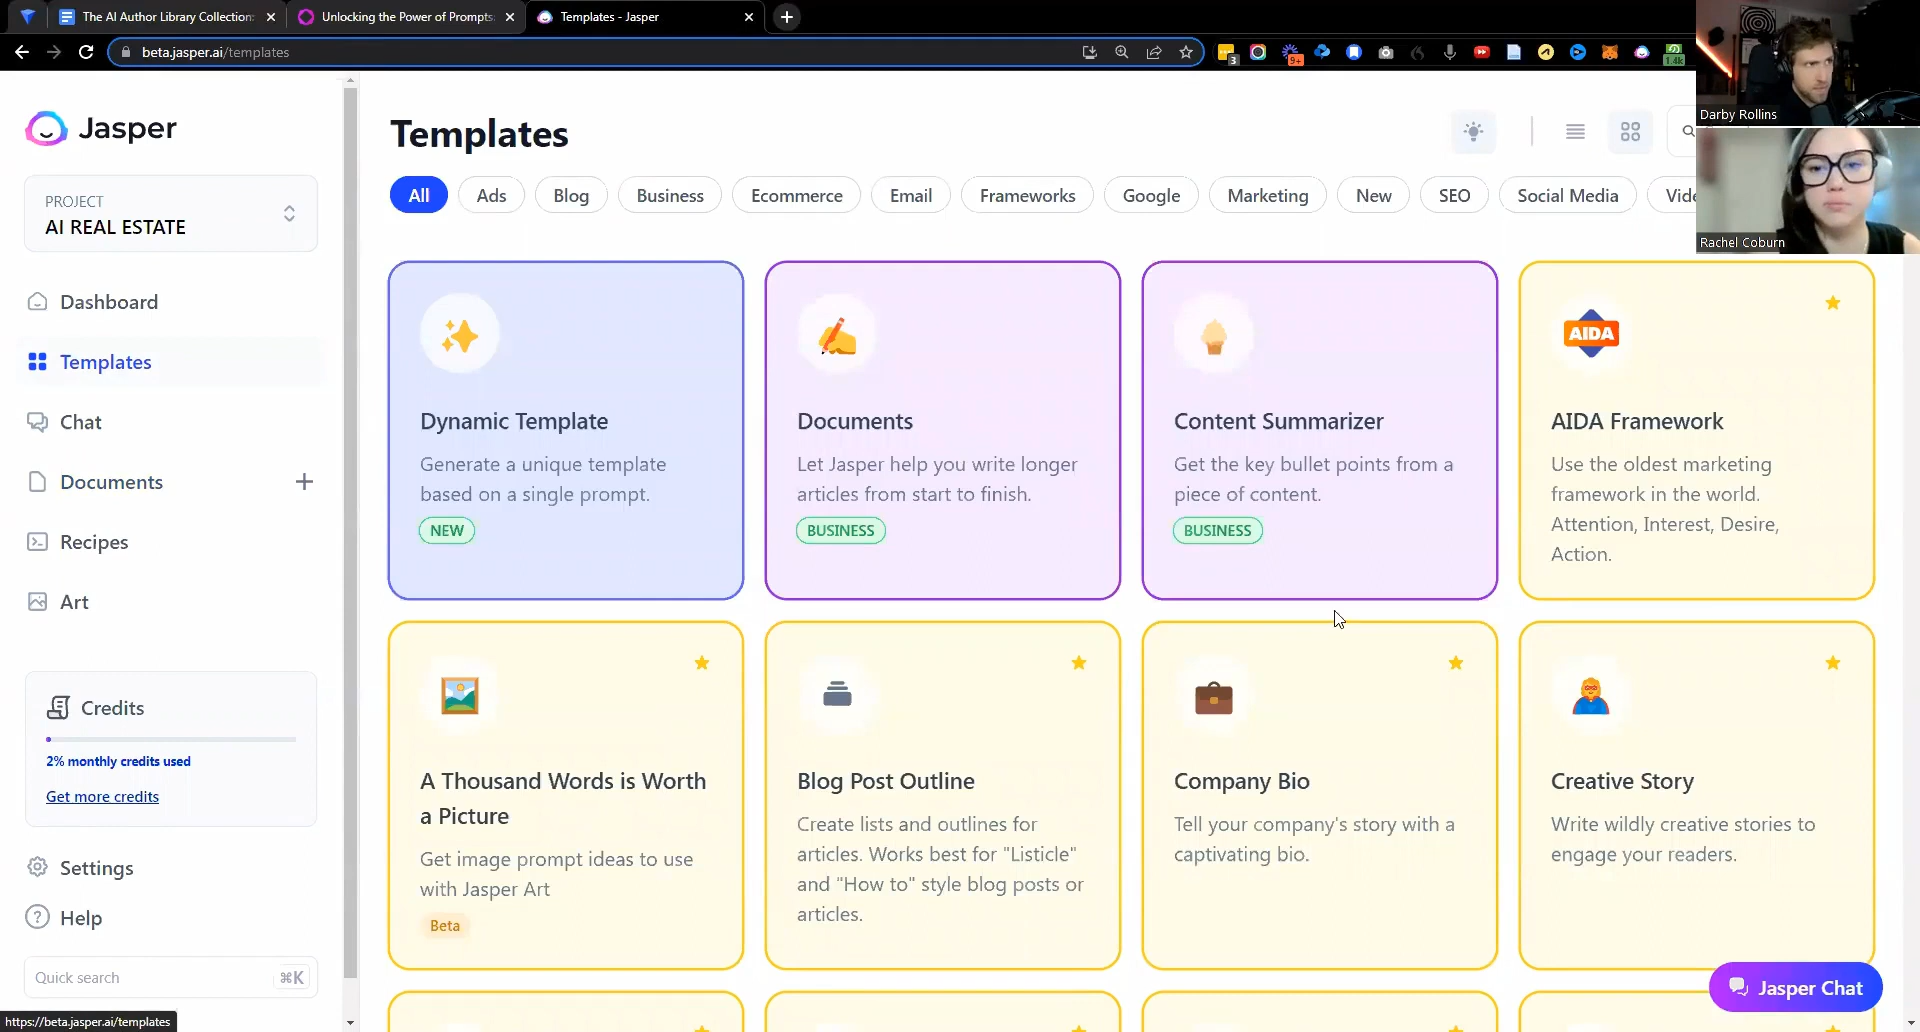 The AI Author Library Collection
Unlocking the Power of Prompts
Templates - Jasper
beta.jasper.ai/templates
3
9+
1.4k
Darby Rollins
Rachel Coburn
Jasper
PROJECT
AI REAL ESTATE
Dashboard
Templates
Chat
Documents
Recipes
Art
Credits
2% monthly credits used
Get more credits
Settings
Help
Quick search
⌘K
https://beta.jasper.ai/templates
Templates
All
Ads
Blog
Business
Ecommerce
Email
Frameworks
Google
Marketing
New
SEO
Social Media
Dynamic Template
Generate a unique template
based on a single prompt.
NEW
Documents
Let Jasper help you write longer
articles from start to finish.
BUSINESS
Content Summarizer
Get the key bullet points from a
piece of content.
BUSINESS
AIDA
AIDA Framework
Use the oldest marketing
framework in the world.
Attention, Interest, Desire,
Action.
A Thousand Words is Worth
a Picture
Get image prompt ideas to use
with Jasper Art
Beta
Blog Post Outline
Create lists and outlines for
articles. Works best for "Listicle"
and "How to" style blog posts or
articles.
Company Bio
Tell your company's story with a
captivating bio.
Creative Story
Write wildly creative stories to
engage your readers.
Jasper Chat